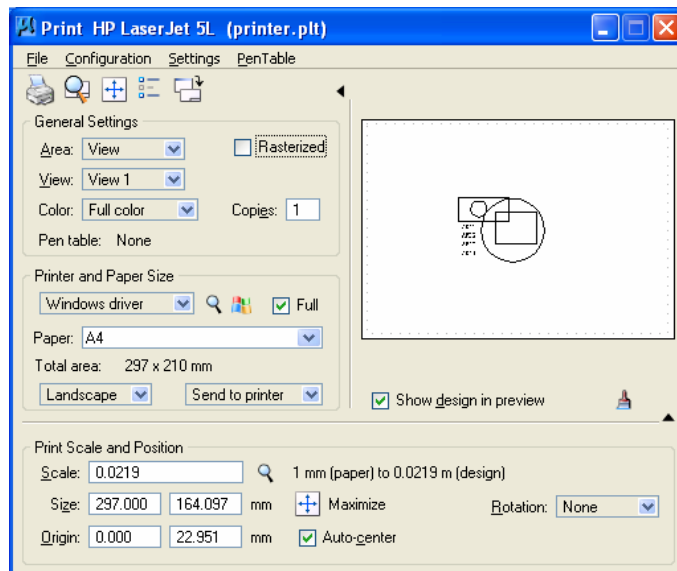 Print HP LaserJet 5L (printer.plt)
File Configuration Settings PenTable
General Settings
Area: View Rasterized
View: View 1
Color: Full color Copies: 1
Pen table: None
Printer and Paper Size
Windows driver Full
Paper: A4
Total area: 297 x 210 mm
Landscape Send to printer
Show design in preview
Print Scale and Position
Scale: 0.0219 1 mm (paper) to 0.0219 m (design)
Size: 297.000 164.097 mm Maximize Rotation: None
Origin: 0.000 22.951 mm Auto-center